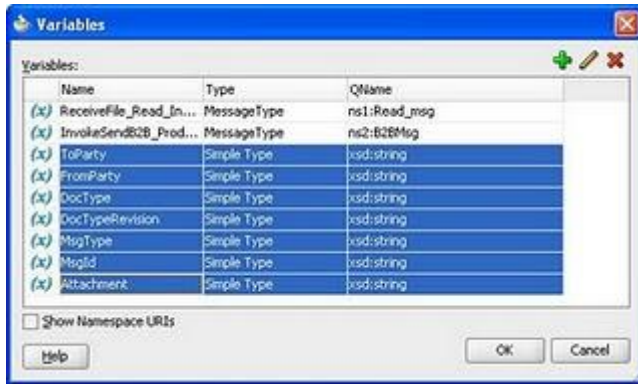 Variables
Variables:
Name Type QName
(x) ReceiveFile_Read_In... MessageType ns1:Read_msg
(x) InvokeSendB2B_Prod... MessageType ns2:B2BMsg
(x) ToParty Simple Type xsd:string
(x) FromParty Simple Type xsd:string
(x) DocType Simple Type xsd:string
(x) DocTypeRevision Simple Type xsd:string
(x) MsgType Simple Type xsd:string
(x) MsgId Simple Type xsd:string
(x) Attachment Simple Type xsd:string
Show Namespace URIs
Help OK Cancel